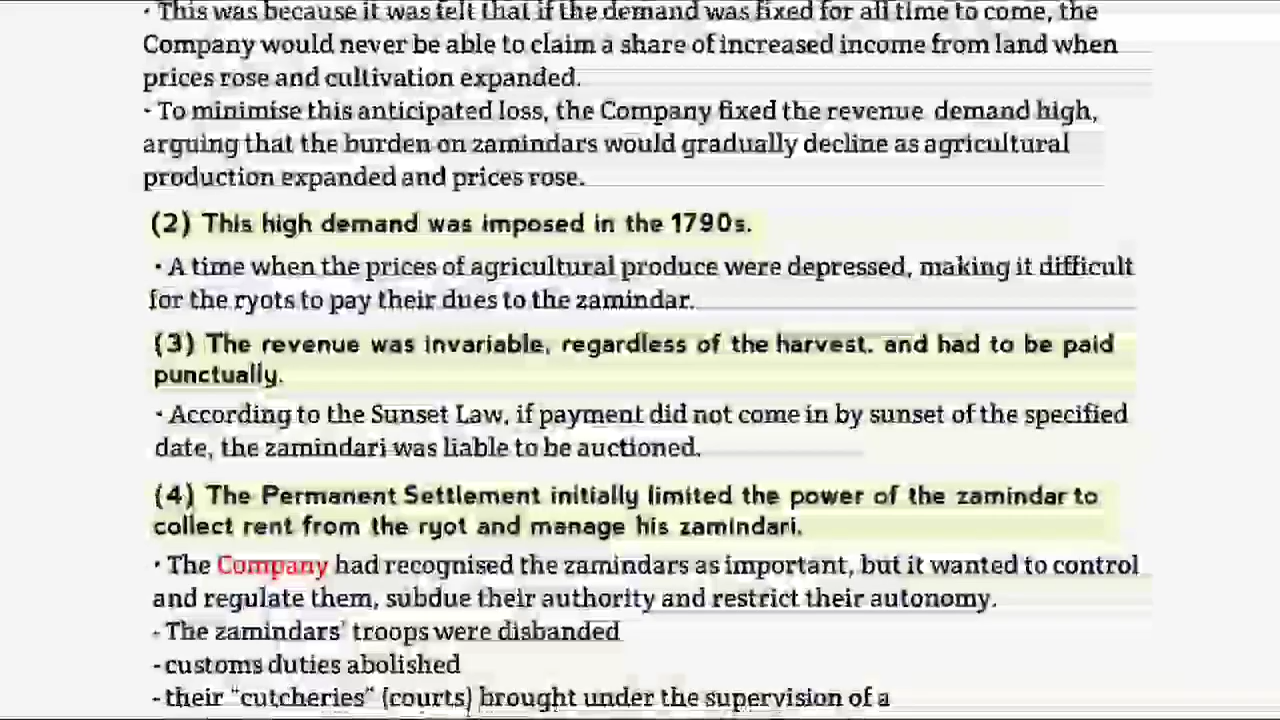 · This was because it was felt that if the demand was fixed for all time to come, the
Company would never be able to claim a share of increased income from land when
prices rose and cultivation expanded.
· To minimise this anticipated loss, the Company fixed the revenue demand high,
arguing that the burden on zamindars would gradually decline as agricultural
production expanded and prices rose.
(2) This high demand was imposed in the 1790s.
· A time when the prices of agricultural produce were depressed, making it difficult
for the ryots to pay their dues to the zamindar.
(3) The revenue was invariable, regardless of the harvest. and had to be paid
punctually.
· According to the Sunset Law, if payment did not come in by sunset of the specified
date, the zamindari was liable to be auctioned.
(4) The Permanent Settlement initially limited the power of the zamindar to
collect rent from the ryot and manage his zamindari.
· The Company had recognised the zamindars as important, but it wanted to control
and regulate them, subdue their authority and restrict their autonomy.
- The zamindars' troops were disbanded
- customs duties abolished
- their "cutcheries" (courts) brought under the supervision of a